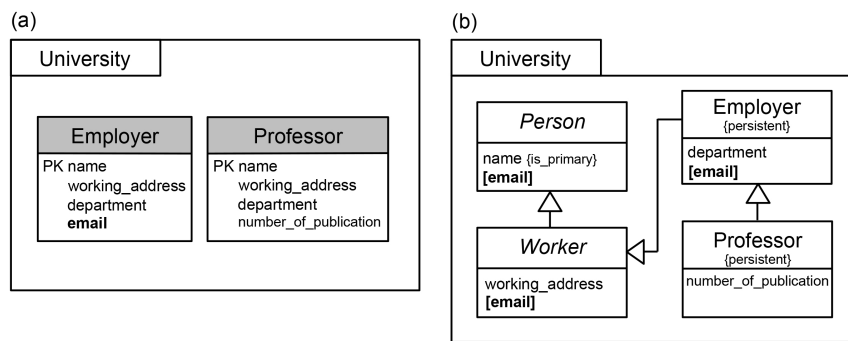 (a)
University
Employer
PK name
working_address
department
email
Professor
PK name
working_address
department
number_of_publication
(b)
University
Person
name {is_primary}
[email]
Employer
{persistent}
department
[email]
Worker
working_address
[email]
Professor
{persistent}
number_of_publication